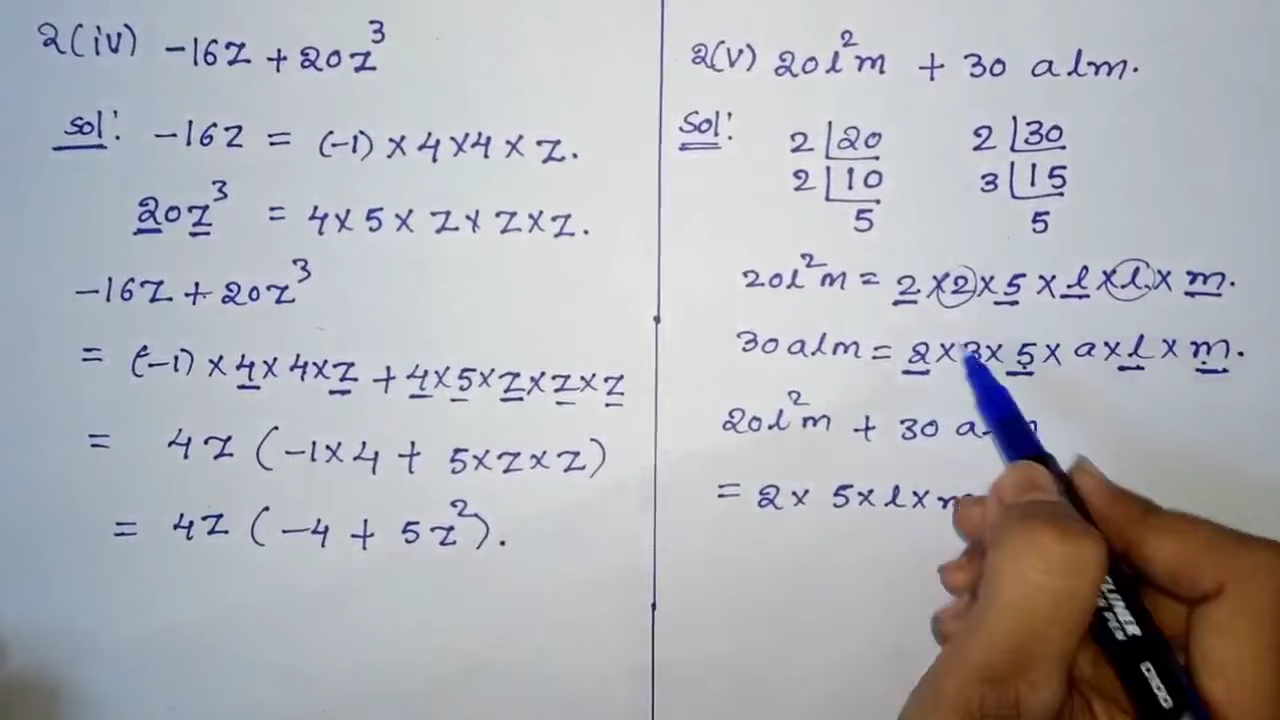 2(iv) -16z + 20z³
sol: -16z = (-1) × 4 × 4 × z.
20z³ = 4 × 5 × z × z × z.
-16z + 20z³
= (-1) × 4 × 4 × z + 4 × 5 × z × z × z
= 4z (-1 × 4 + 5 × z × z)
= 4z (-4 + 5z²).
2(v) 20l²m + 30 alm.
Sol: 2 | 20 2 | 30
2 | 10 3 | 15
5 5
20l²m = 2 × 2 × 5 × l × l × m.
30alm = 2 × 3 × 5 × a × l × m.
20l²m + 30 a
= 2 × 5 × l × m